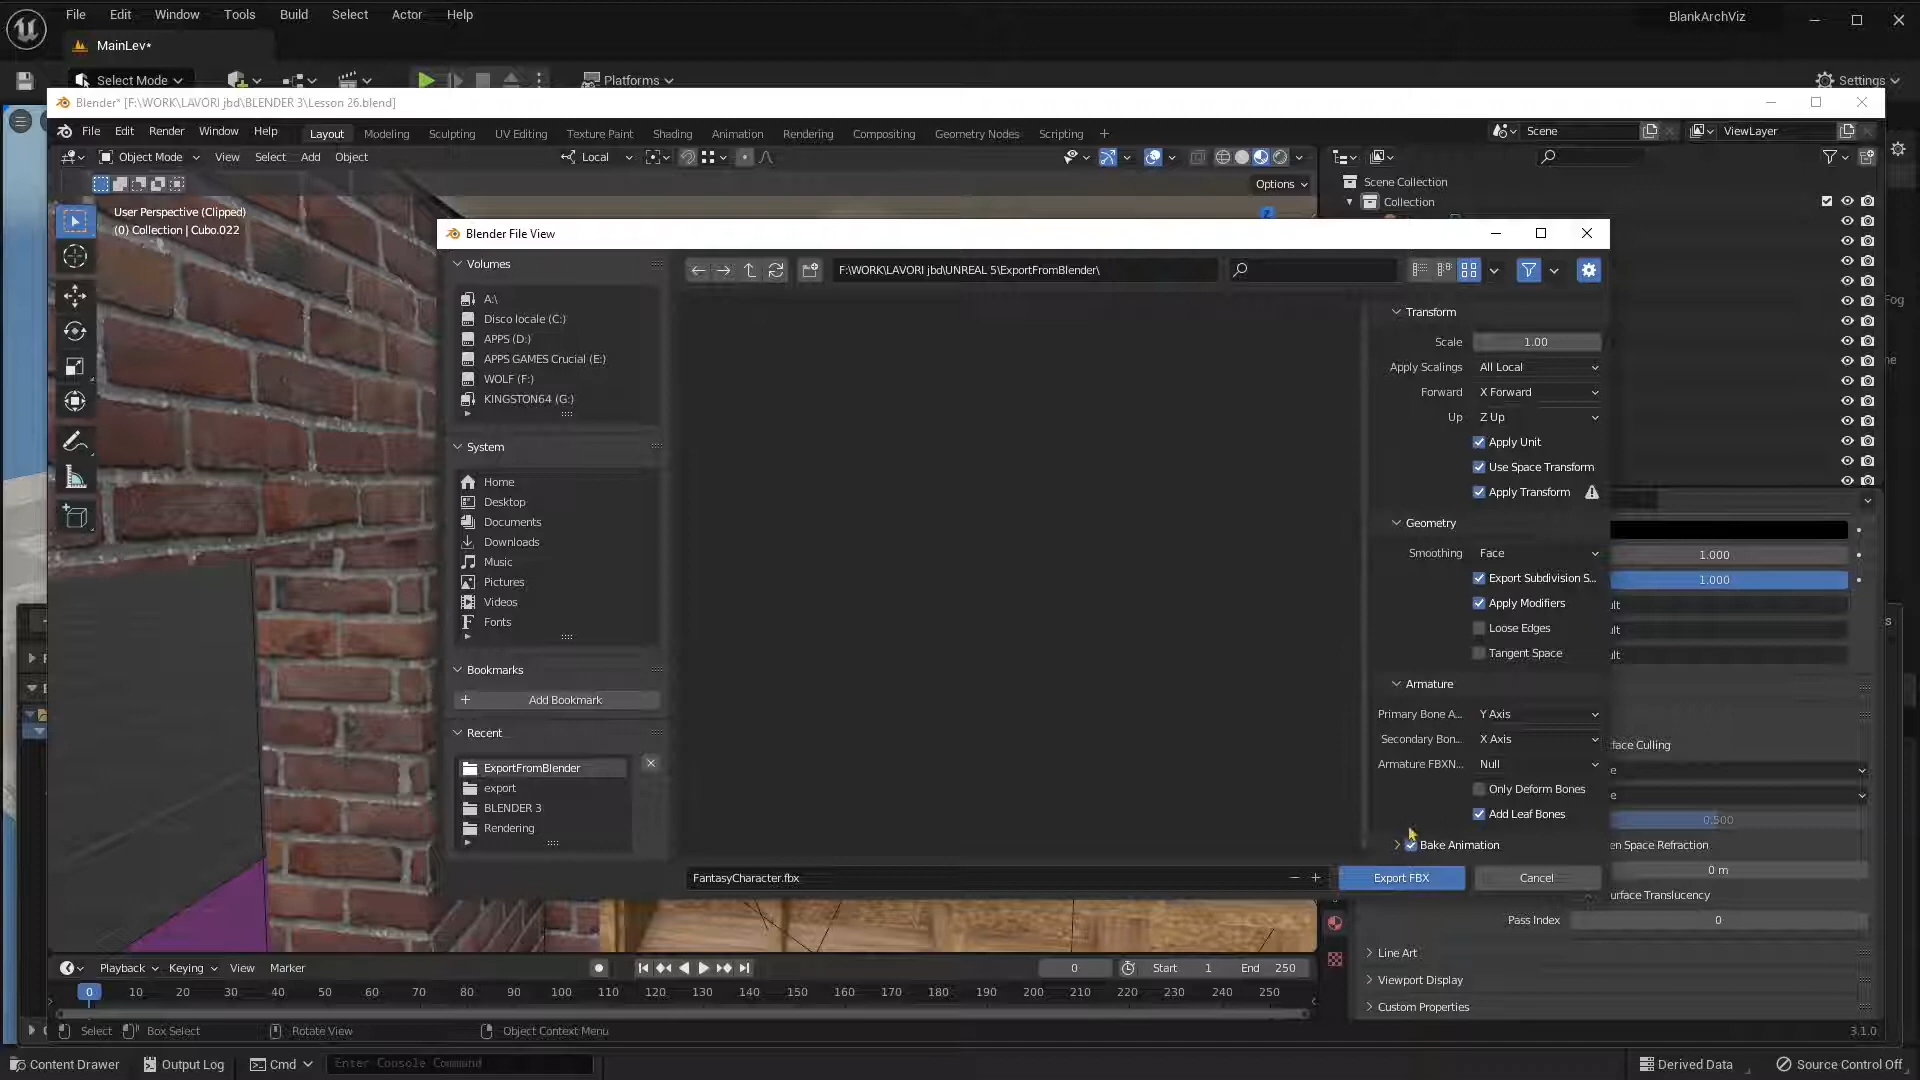 File Edit Window Tools Build Select Actor Help
BlankArchViz
MainLev*
Select Mode
Platforms
Settings
Blender* [F:\WORK\LAVORI jbd\BLENDER 3\Lesson 26.blend]
File Edit Render Window Help
Layout Modeling Sculpting UV Editing Texture Paint Shading Animation Rendering Compositing Geometry Nodes Scripting +
Scene
ViewLayer
Object Mode View Select Add Object
Local
Options
Scene Collection
Collection
User Perspective (Clipped)
(0) Collection | Cubo.022
Blender File View
Volumes
A:\
Disco locale (C:)
APPS (D:)
APPS GAMES Crucial (E:)
WOLF (F:)
KINGSTON64 (G:)
System
Home
Desktop
Documents
Downloads
Music
Pictures
Videos
Fonts
Bookmarks
Add Bookmark
Recent
ExportFromBlender
export
BLENDER 3
Rendering
F:\WORK\LAVORI jbd\UNREAL 5\ExportFromBlender\
Transform
Scale 1.00
Apply Scalings All Local
Forward X Forward
Up Z Up
Apply Unit
Use Space Transform
Apply Transform
Geometry
Smoothing Face
Export Subdivision S...
Apply Modifiers
Loose Edges
Tangent Space
Armature
Primary Bone A... Y Axis
Secondary Bon... X Axis
Armature FBXN... Null
Only Deform Bones
Add Leaf Bones
Bake Animation
FantasyCharacter.fbx
Export FBX
Cancel
Fog
1.000
1.000
ult
ult
ult
face Culling
0.500
en Space Refraction
0 m
urface Translucency
Pass Index 0
Line Art
Viewport Display
Custom Properties
Playback Keying View Marker
0
Start 1
End 250
0 10 20 30 40 50 60 70 80 90 100 110 120 130 140 150 160 170 180 190 200 210 220 230 240 250
Select
Box Select
Rotate View
Object Context Menu
3.1.0
Content Drawer
Output Log
Cmd
Enter Console Command
Derived Data
Source Control Off